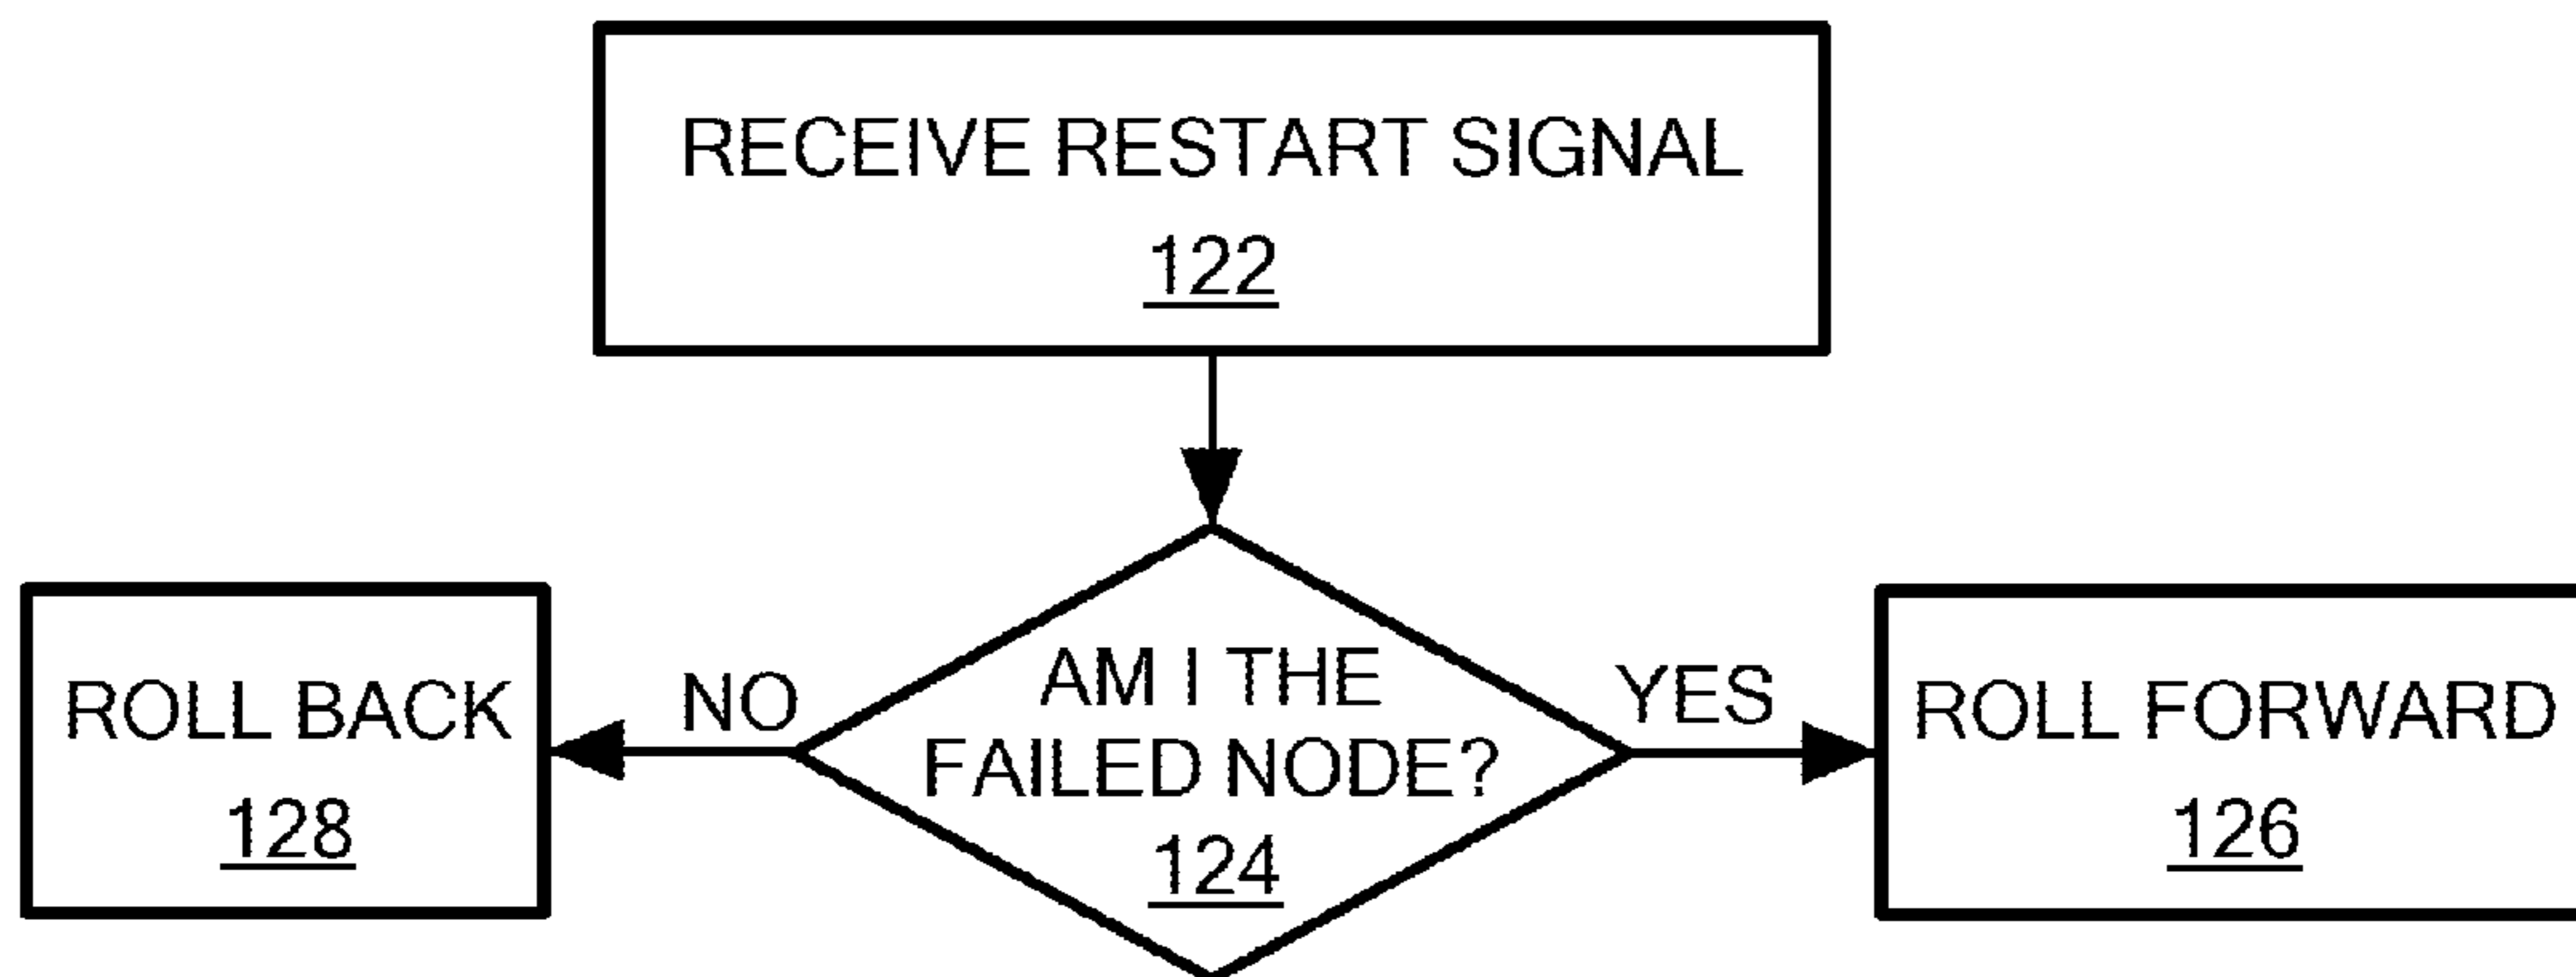 RECEIVE RESTART SIGNAL
122
AM I THE
FAILED NODE?
124
NO
YES
ROLL BACK
128
ROLL FORWARD
126